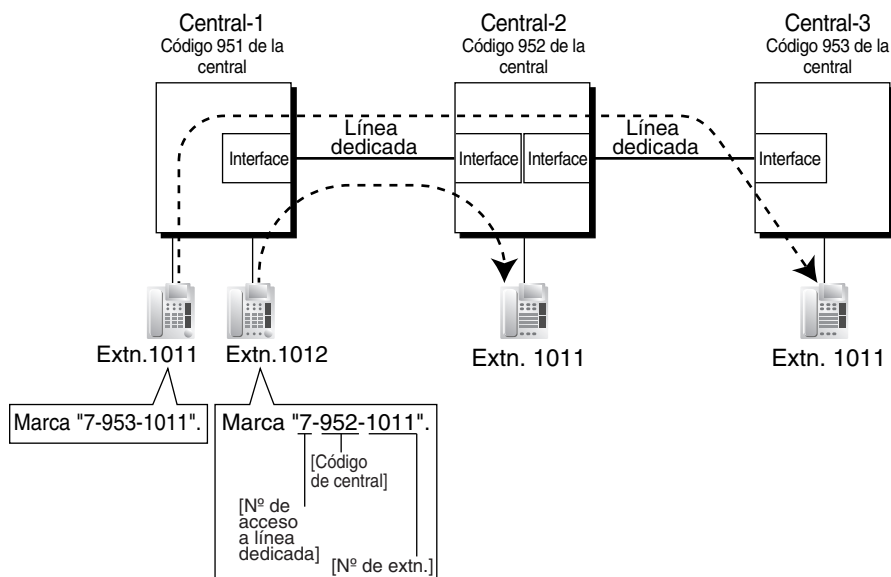 Central-1
Código 951 de la
central
Central-2
Código 952 de la
central
Central-3
Código 953 de la
central
Línea
dedicada
Línea
dedicada
Interface
Interface
Interface
Interface
Extn.1011
Extn.1012
Extn. 1011
Extn. 1011
Marca "7-953-1011".
Marca "7-952-1011".
[Código
de central]
[Nº de
acceso
a línea
dedicada]
[Nº de extn.]